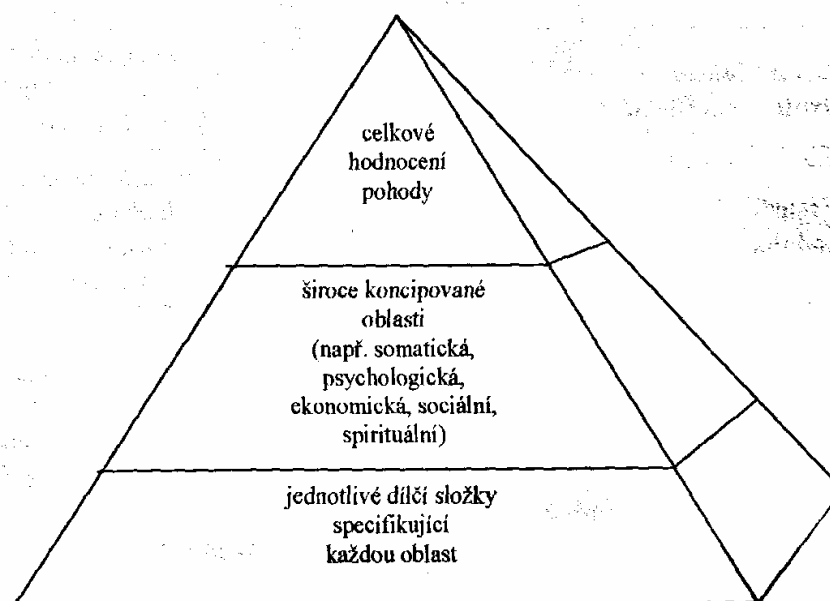 celkové
hodnocení
pohody
široce koncipované
oblasti
(např. somatická,
psychologická,
ekonomická, sociální,
spirituální)
jednotlivé dílčí složky
specifikující
každou oblast